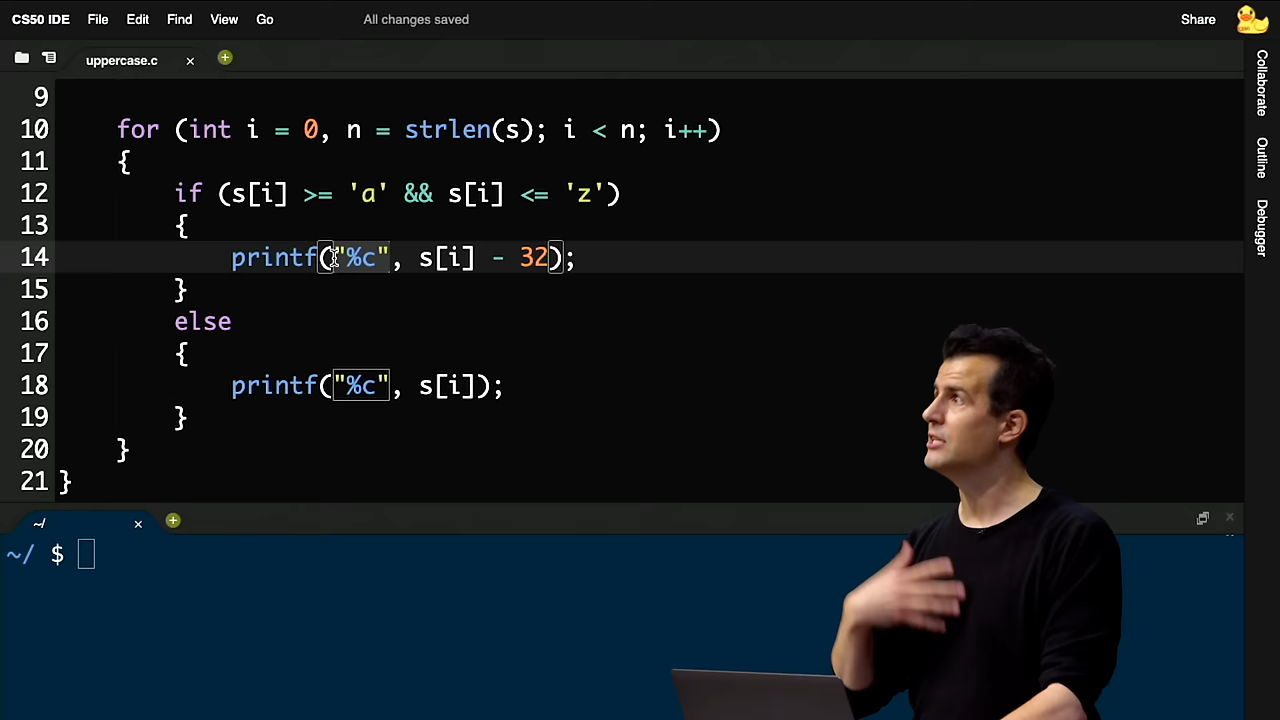 CS50 IDE File Edit View Find Go All changes saved Share
uppercase.c
9
10 for (int i = 0, n = strlen(s); i < n; i++)
11 {
12 if (s[i] >= 'a' && s[i] <= 'z')
13 {
14 printf("%c", s[i] - 32);
15 }
16 else
17 {
18 printf("%c", s[i]);
19 }
20 }
21 }
~/
~/ $
Collaborate
Outline
Debugger